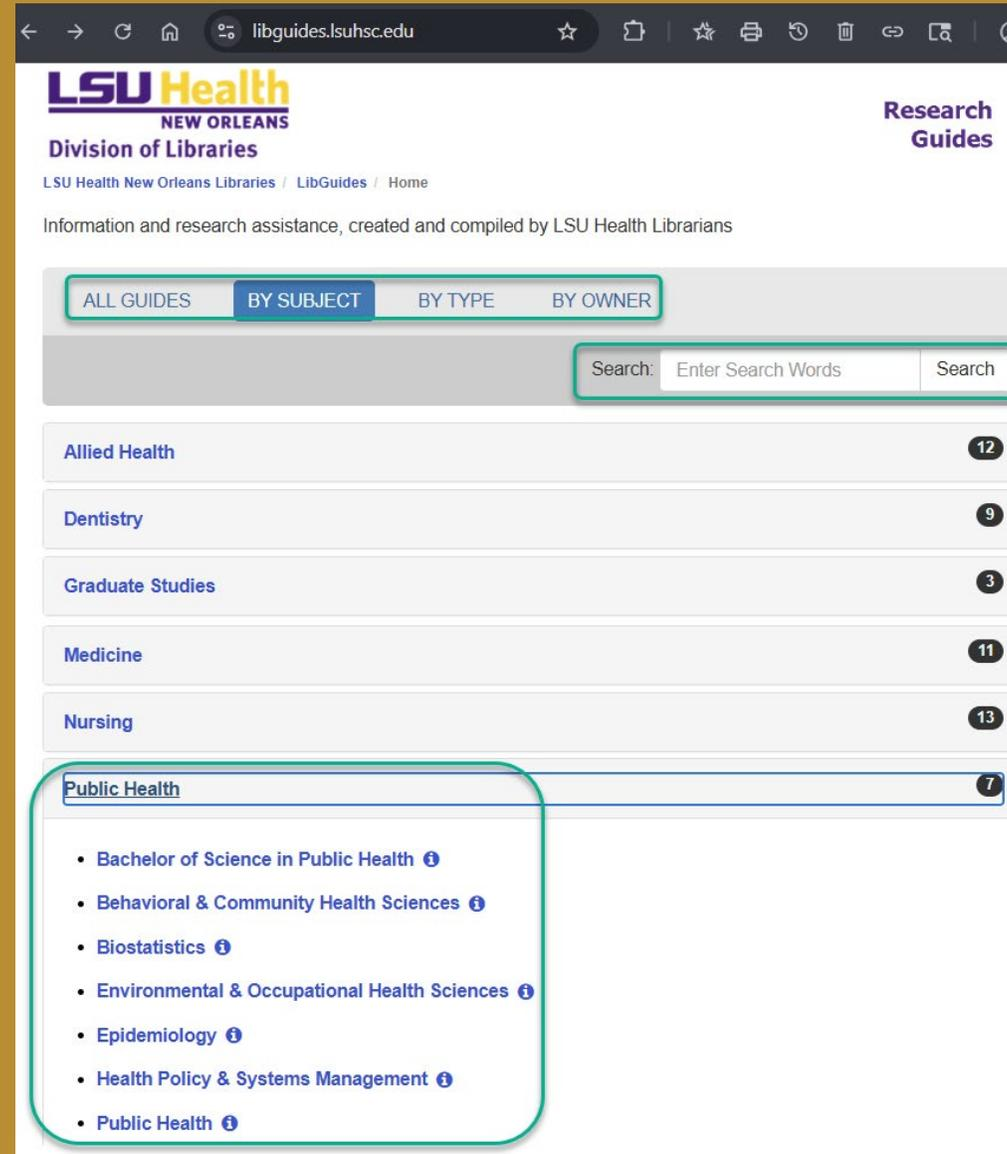 libguides.lsuhsc.edu
LSU Health
NEW ORLEANS
Division of Libraries
Research
Guides
LSU Health New Orleans Libraries / LibGuides / Home
Information and research assistance, created and compiled by LSU Health Librarians
ALL GUIDES BY SUBJECT BY TYPE BY OWNER
Search: Enter Search Words Search
Allied Health 12
Dentistry 9
Graduate Studies 3
Medicine 11
Nursing 13
Public Health 7
• Bachelor of Science in Public Health
• Behavioral & Community Health Sciences
• Biostatistics
• Environmental & Occupational Health Sciences
• Epidemiology
• Health Policy & Systems Management
• Public Health